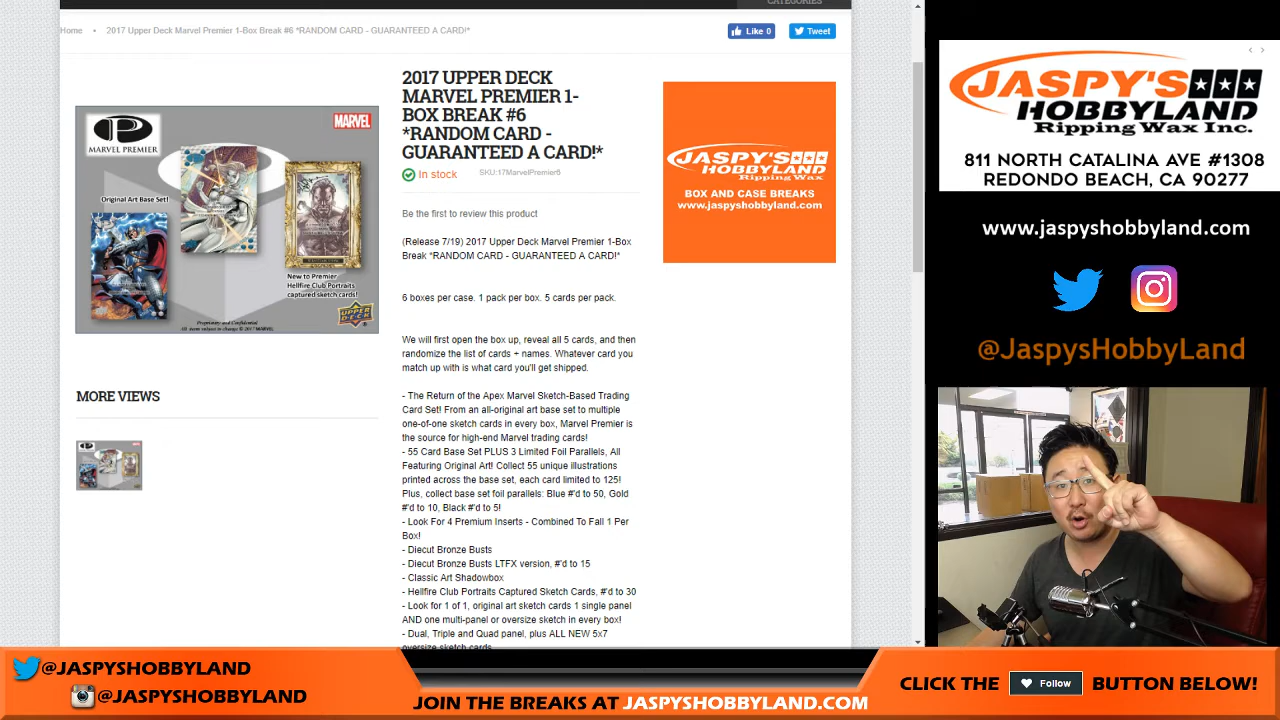 CATEGORIES
Home • 2017 Upper Deck Marvel Premier 1-Box Break #6 *RANDOM CARD - GUARANTEED A CARD!*
Like 0
Tweet
P
MARVEL PREMIER
MARVEL
Original Art Base Set!
New to Premier
Hellfire Club Portraits
captured sketch cards!
UPPER DECK
Proprietary and Confidential
MORE VIEWS
2017 UPPER DECK
MARVEL PREMIER 1-
BOX BREAK #6
*RANDOM CARD -
GUARANTEED A CARD!*
In stock
SKU:17MarvelPremier6
Be the first to review this product
(Release 7/19) 2017 Upper Deck Marvel Premier 1-Box
Break *RANDOM CARD - GUARANTEED A CARD!*
6 boxes per case. 1 pack per box. 5 cards per pack.
We will first open the box up, reveal all 5 cards, and then
randomize the list of cards + names. Whatever card you
match up with is what card you'll get shipped.
- The Return of the Apex Marvel Sketch-Based Trading
Card Set! From an all-original art base set to multiple
one-of-one sketch cards in every box, Marvel Premier is
the source for high-end Marvel trading cards!
- 55 Card Base Set PLUS 3 Limited Foil Parallels, All
Featuring Original Art! Collect 55 unique illustrations
printed across the base set, each card limited to 125!
Plus, collect base set foil parallels: Blue #'d to 50, Gold
#'d to 10, Black #'d to 5!
- Look For 4 Premium Inserts - Combined To Fall 1 Per
Box!
- Diecut Bronze Busts
- Diecut Bronze Busts LTFX version, #'d to 15
- Classic Art Shadowbox
- Hellfire Club Portraits Captured Sketch Cards, #'d to 30
- Look for 1 of 1, original art sketch cards 1 single panel
AND one multi-panel or oversize sketch in every box!
- Dual, Triple and Quad panel, plus ALL NEW 5x7
oversize sketch cards
JASPY'S
HOBBYLAND
Ripping Wax
BOX AND CASE BREAKS
www.jaspyshobbyland.com
JASPY'S
HOBBYLAND
Ripping Wax Inc.
811 NORTH CATALINA AVE #1308
REDONDO BEACH, CA 90277
www.jaspyshobbyland.com
@JaspysHobbyLand
@JASPYSHOBBYLAND
@JASPYSHOBBYLAND
JOIN THE BREAKS AT JASPYSHOBBYLAND.COM
CLICK THE Follow BUTTON BELOW!